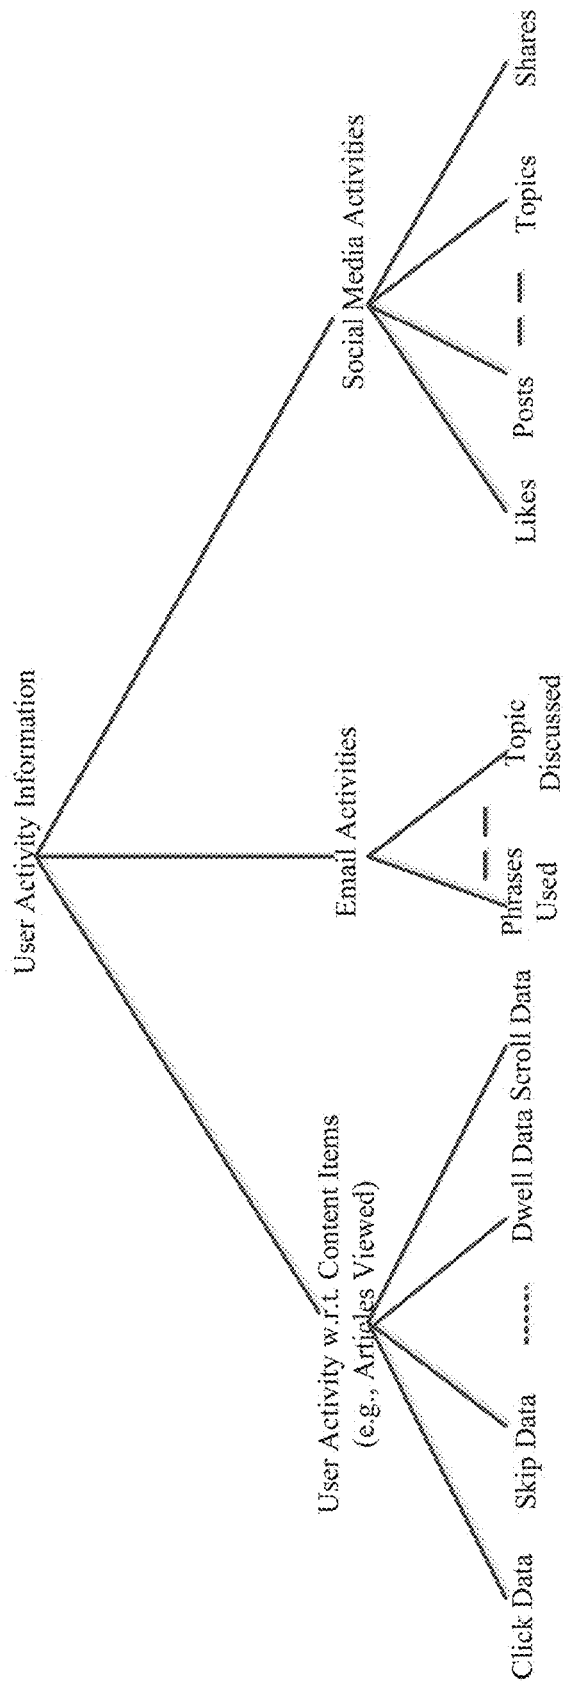 User Activity Information
User Activity w.r.t. Content Items
(e.g., Articles Viewed)
Email Activities
Social Media Activities
Click Data
Skip Data
Dwell Data
Scroll Data
Phrases
Used
Topic
Discussed
Likes
Posts
Topics
Shares